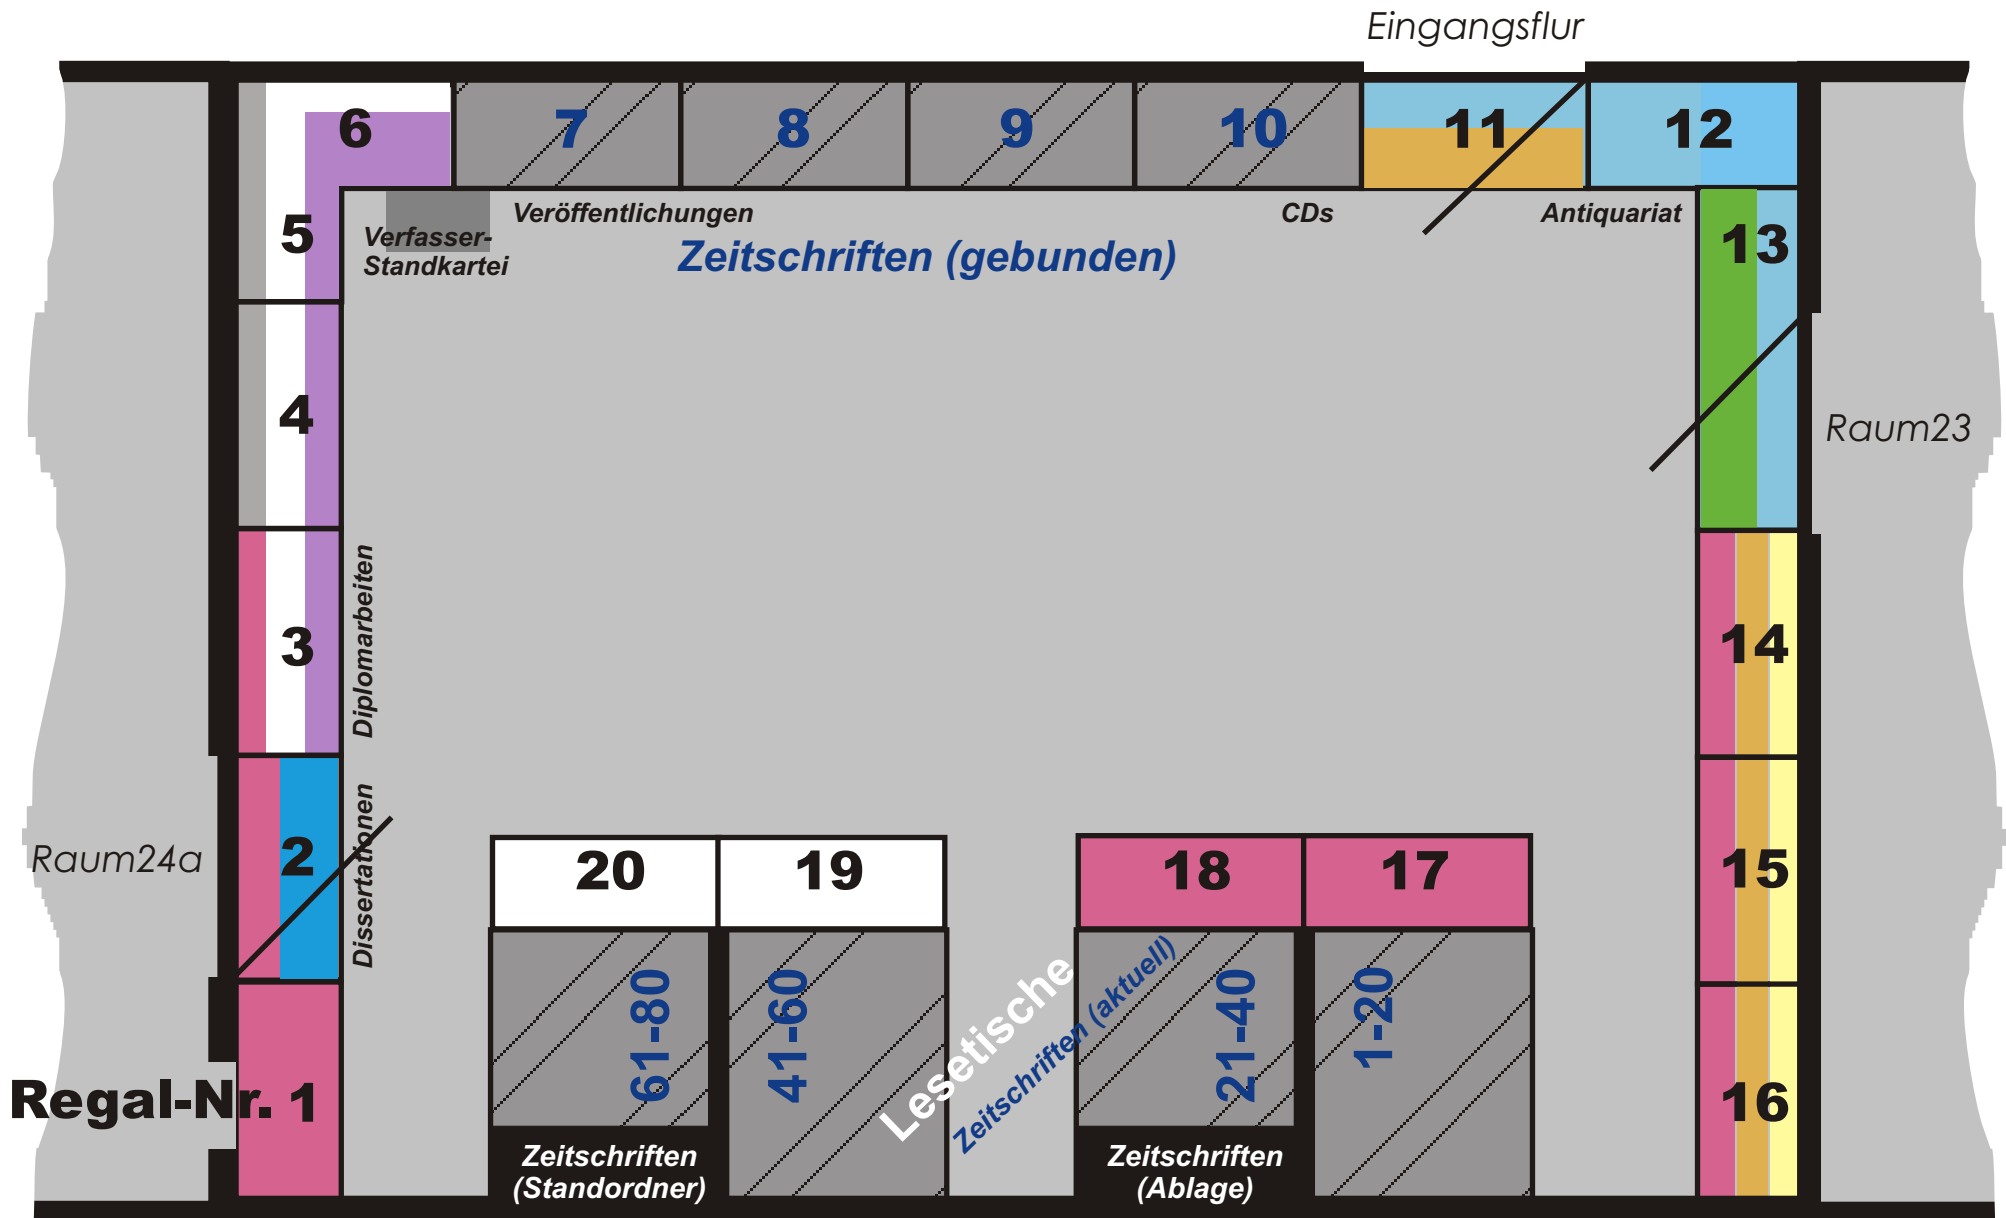 Eingangsflur
6
7
8
9
10
11
12
5
Verfasser-
Standkartei
Veröffentlichungen
CDs
Antiquariat
13
Zeitschriften (gebunden)
4
Raum23
3
Diplomarbeiten
14
Raum24a
2
Dissertationen
20
19
18
17
15
61-80
41-60
Lesetische
Zeitschriften (aktuell)
21-40
1-20
Regal-Nr. 1
16
Zeitschriften
(Standordner)
Zeitschriften
(Ablage)